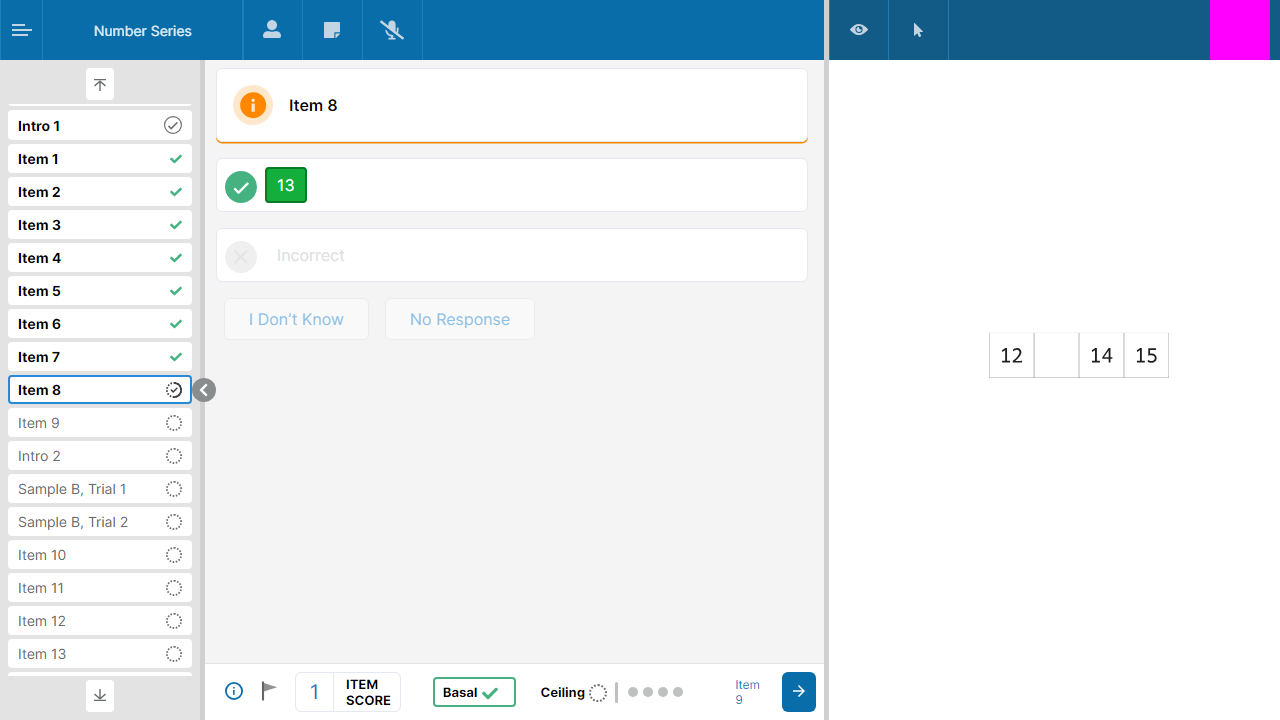 Number Series
Intro 1
Item 1
Item 2
Item 3
Item 4
Item 5
Item 6
Item 7
Item 8
Item 9
Intro 2
Sample B, Trial 1
Sample B, Trial 2
Item 10
Item 11
Item 12
Item 13
Item 8
13
Incorrect
I Don't Know
No Response
1
ITEM
SCORE
Basal
Ceiling
Item
9
12 14 15